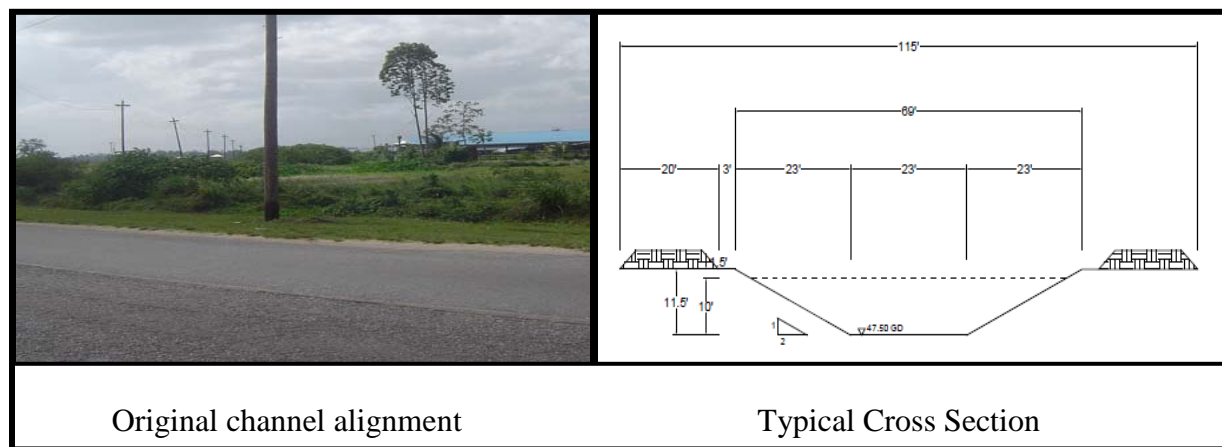 115'
69'
20' 3' 23' 23' 23'
1.5'
11.5' 10'
1
2
47.50 GD
Original channel alignment Typical Cross Section